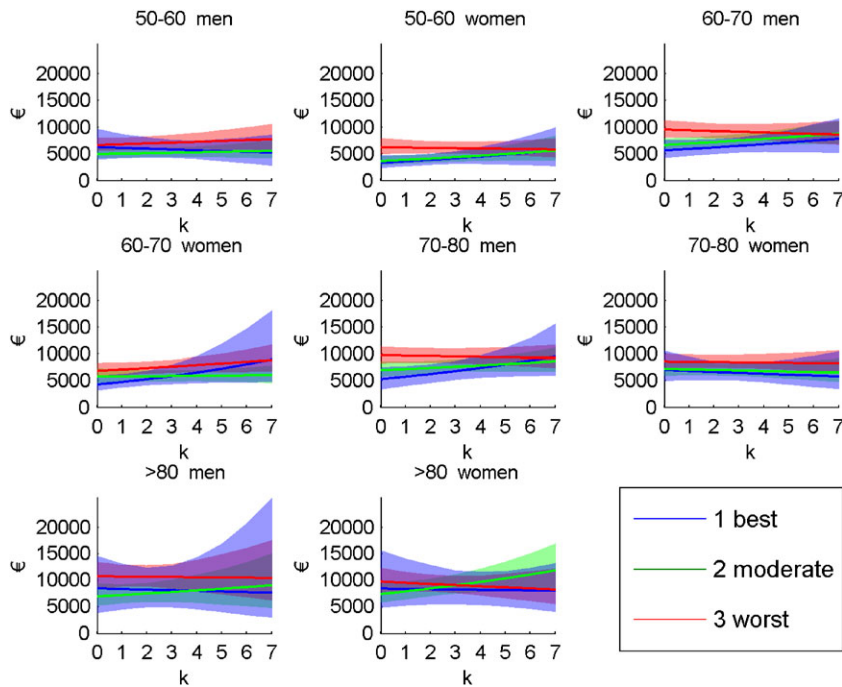 50-60 men
50-60 women
60-70 men
20000
15000
10000
5000
0
€
0 1 2 3 4 5 6 7
k
20000
15000
10000
5000
0
€
0 1 2 3 4 5 6 7
k
20000
15000
10000
5000
0
€
0 1 2 3 4 5 6 7
k
60-70 women
70-80 men
70-80 women
20000
15000
10000
5000
0
€
0 1 2 3 4 5 6 7
k
20000
15000
10000
5000
0
€
0 1 2 3 4 5 6 7
k
20000
15000
10000
5000
0
€
0 1 2 3 4 5 6 7
k
>80 men
>80 women
20000
15000
10000
5000
0
€
0 1 2 3 4 5 6 7
k
20000
15000
10000
5000
0
€
0 1 2 3 4 5 6 7
k
1 best
2 moderate
3 worst